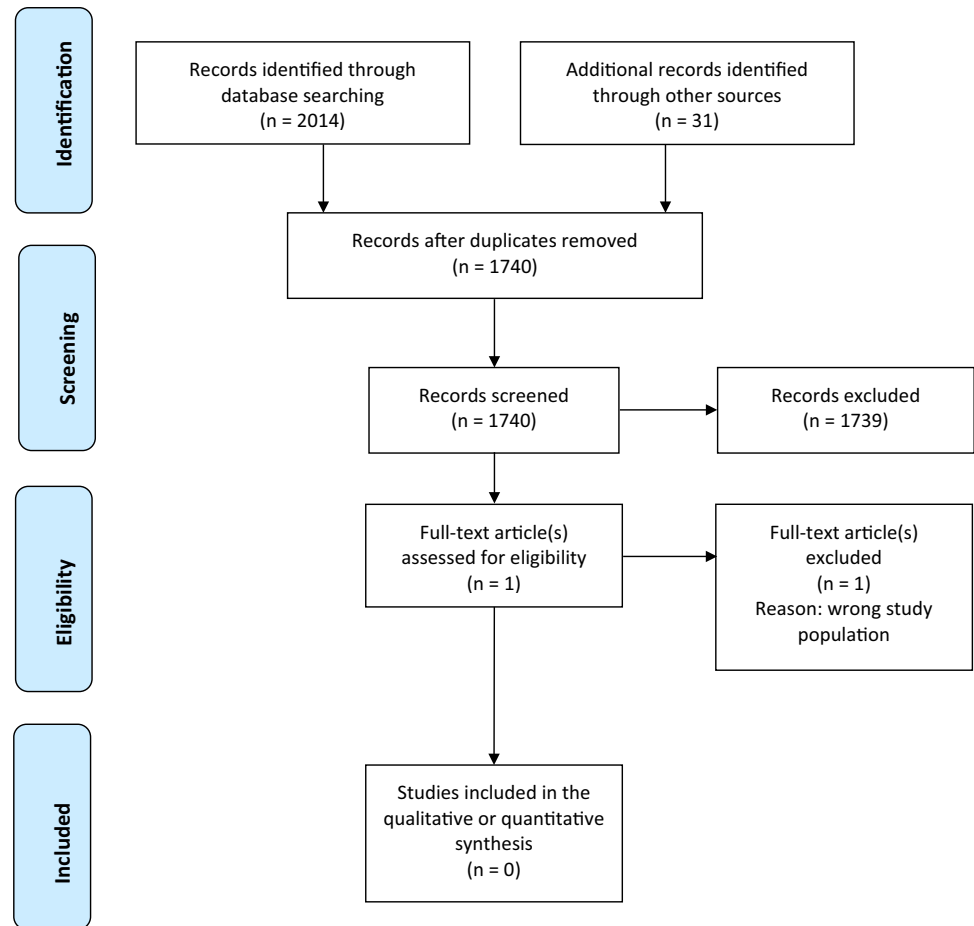 Identification
Records identified through
database searching
(n = 2014)
Additional records identified
through other sources
(n = 31)
Records after duplicates removed
(n = 1740)
Screening
Records screened
(n = 1740)
Records excluded
(n = 1739)
Eligibility
Full-text article(s)
assessed for eligibility
(n = 1)
Full-text article(s)
excluded
(n = 1)
Reason: wrong study
population
Included
Studies included in the
qualitative or quantitative
synthesis
(n = 0)